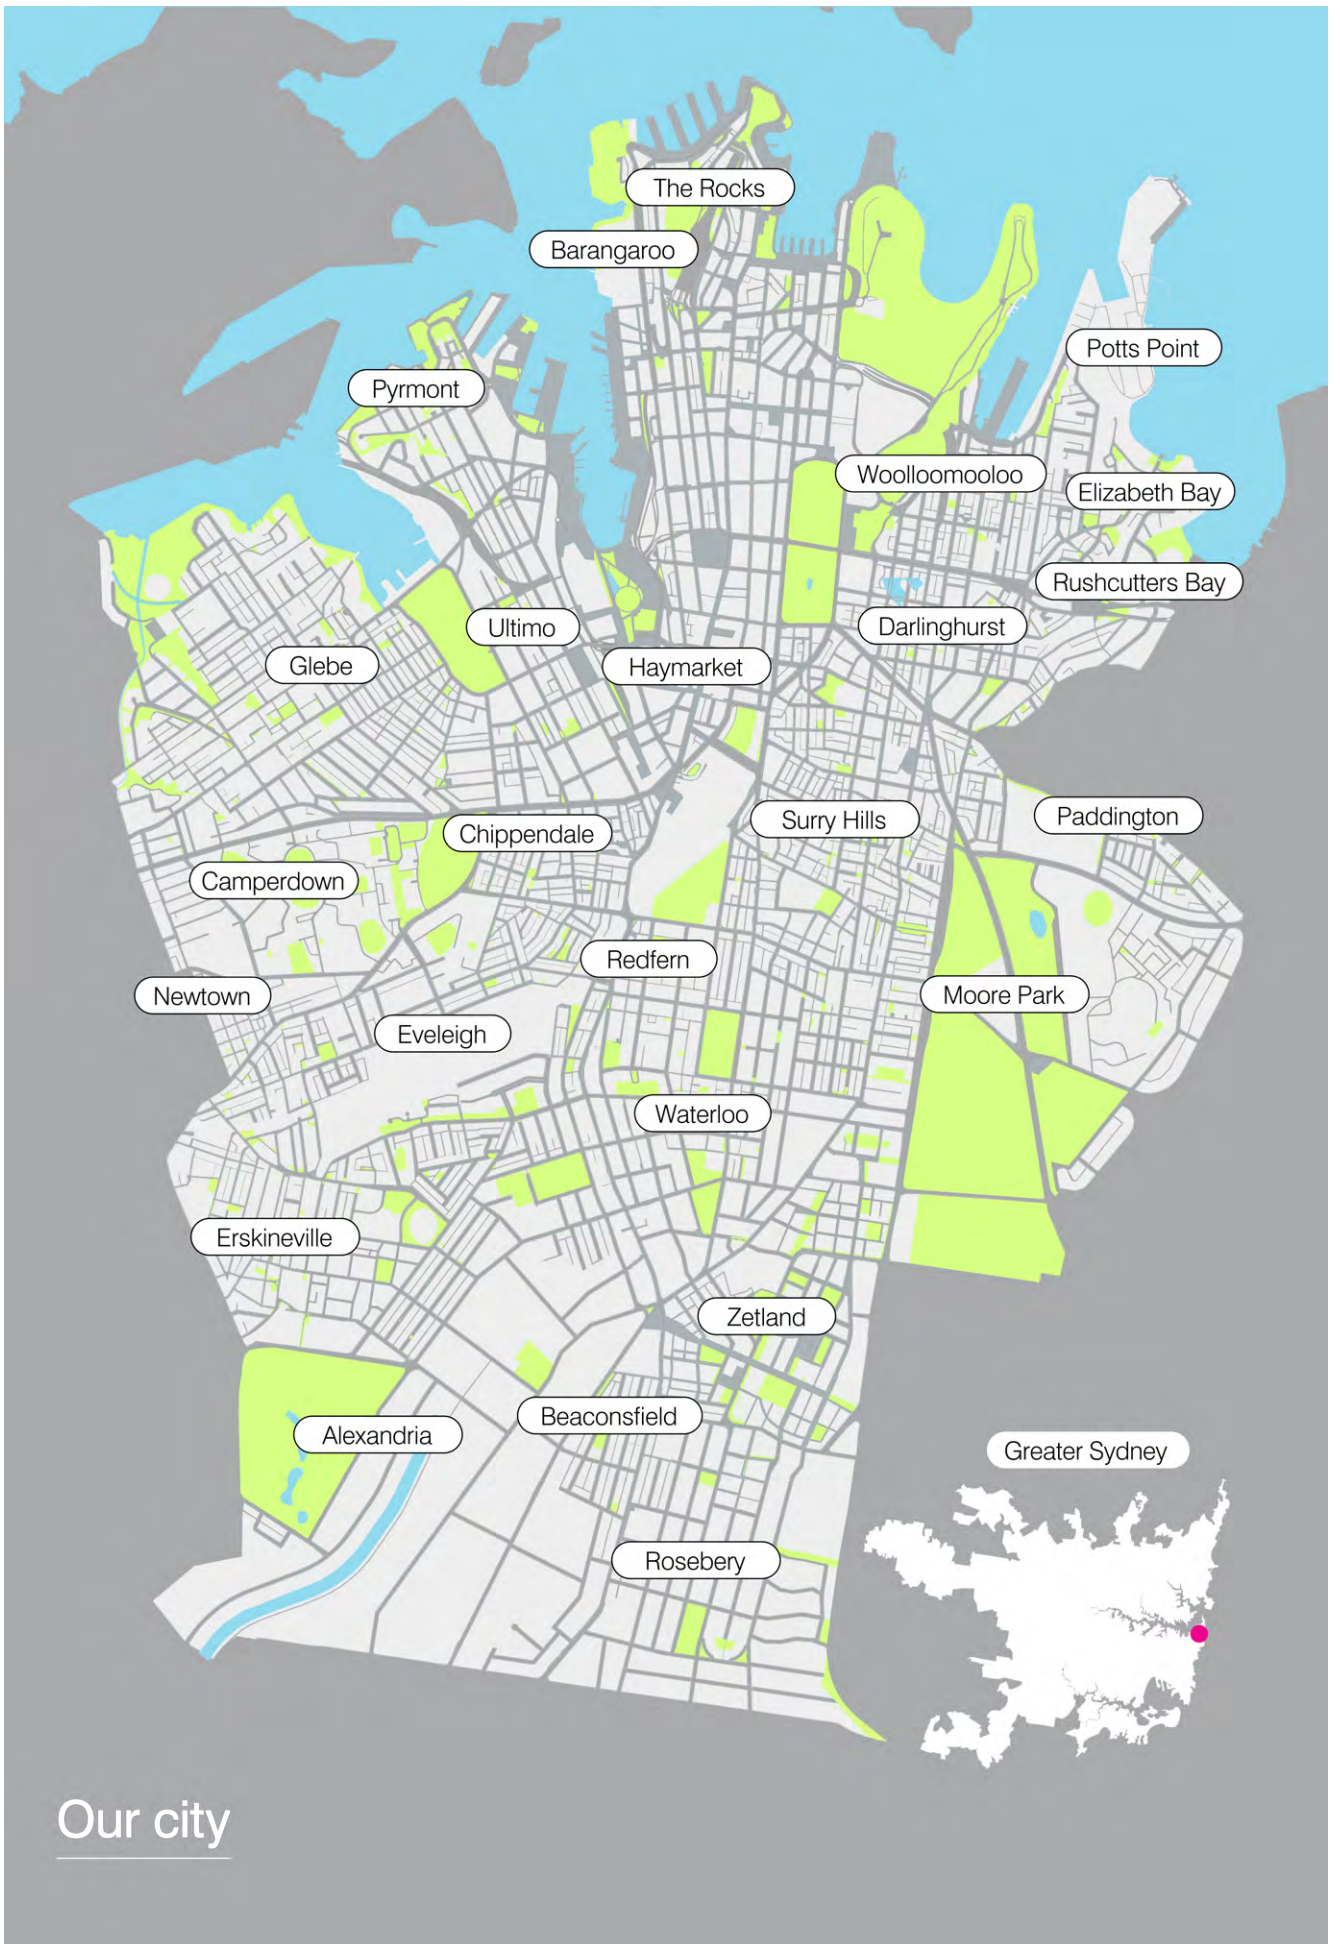 The Rocks
Barangaroo
Potts Point
Pyrmont
Woolloomooloo
Elizabeth Bay
Rushcutters Bay
Ultimo
Darlinghurst
Glebe
Haymarket
Paddington
Surry Hills
Chippendale
Camperdown
Redfern
Moore Park
Newtown
Eveleigh
Waterloo
Erskineville
Zetland
Beaconsfield
Alexandria
Greater Sydney
Rosebery
Our city